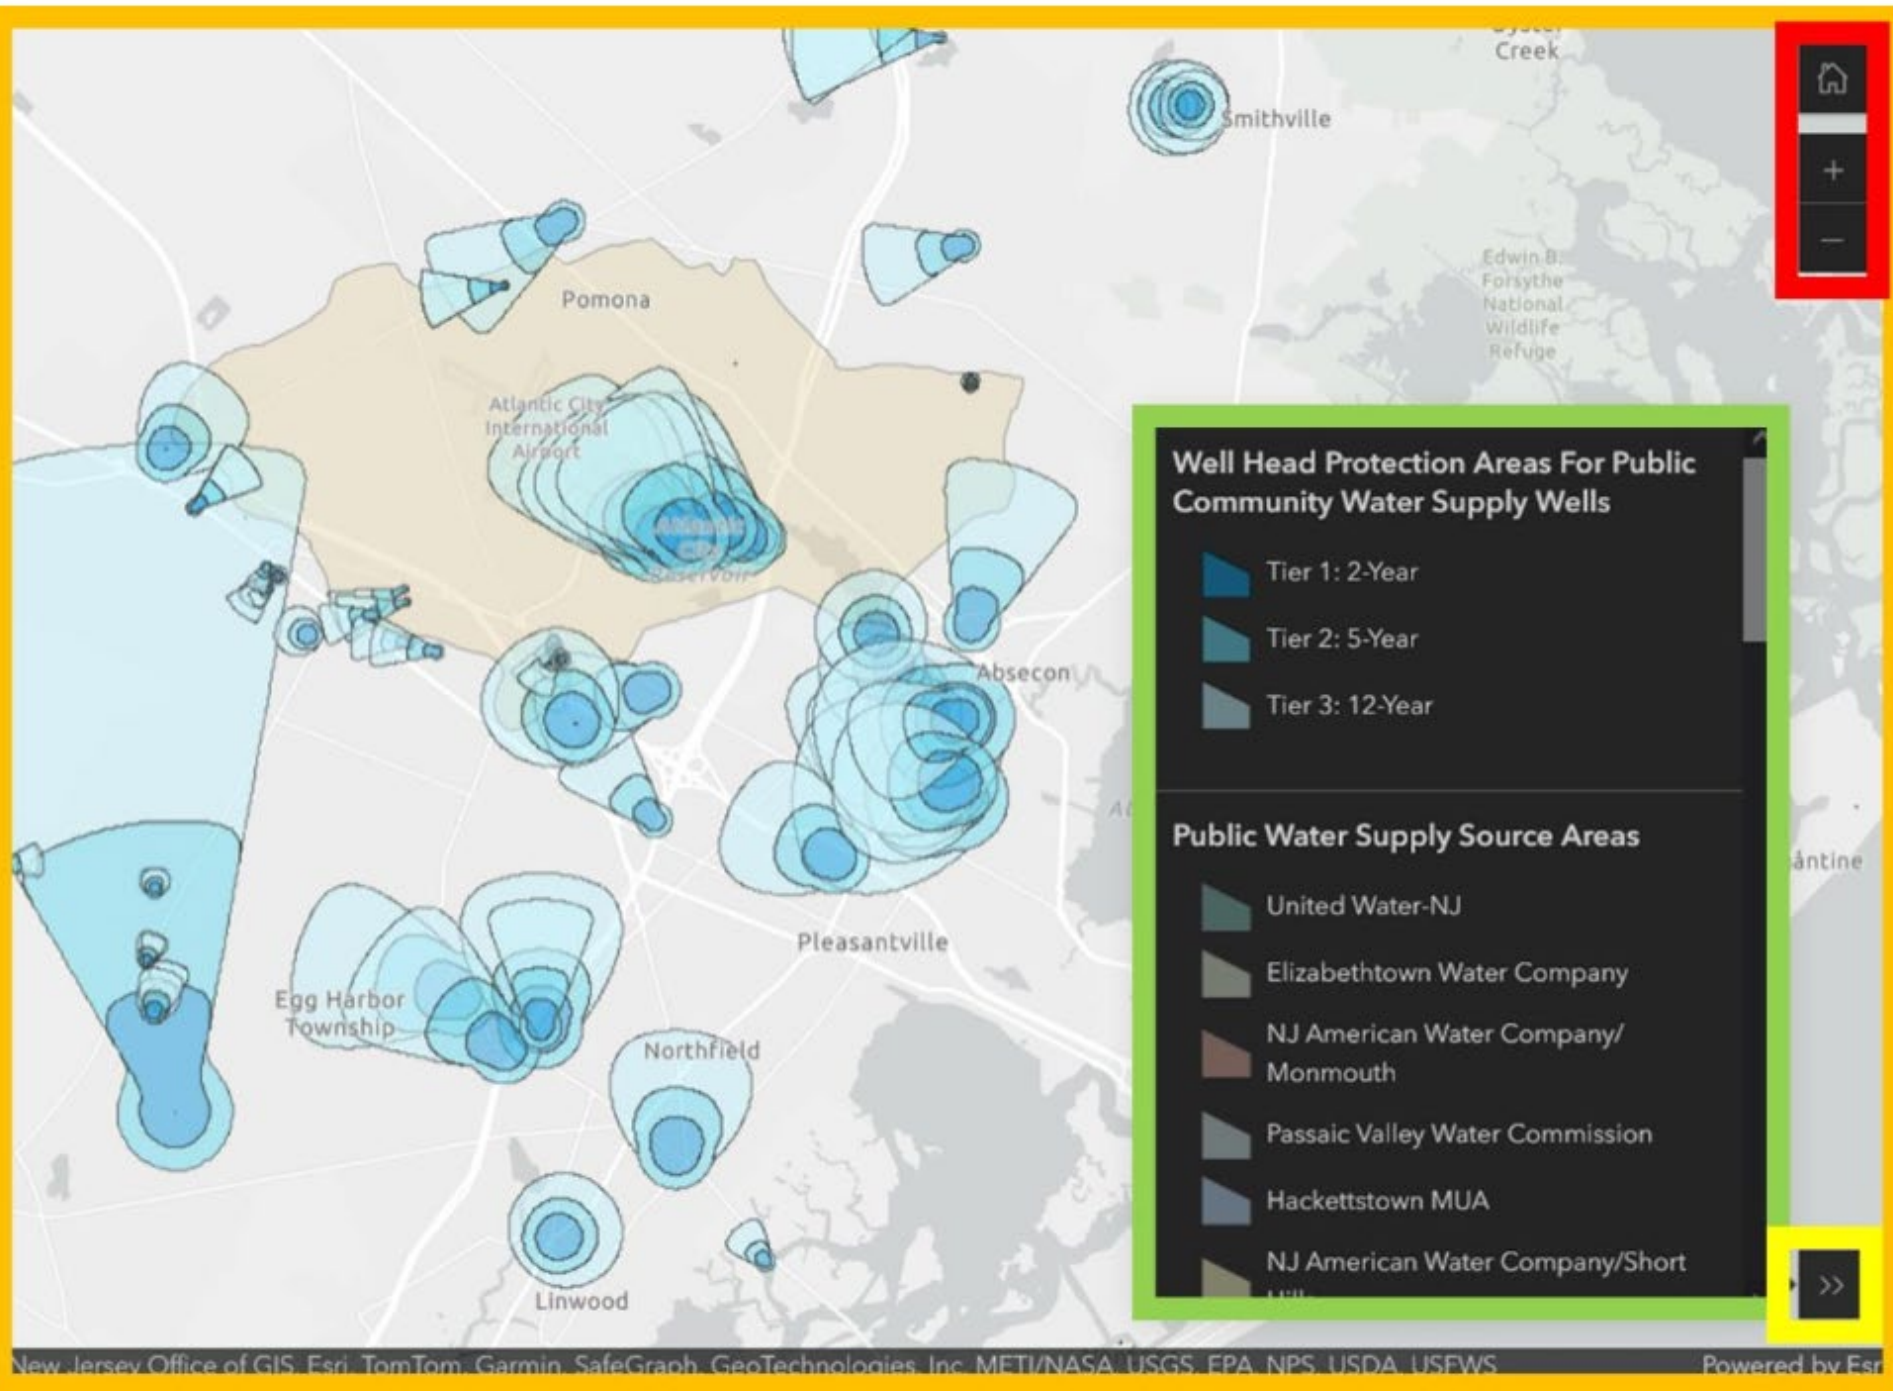 Creek
Smithville
Edwin B.
Forsythe
National
Wildlife
Refuge
Pomona
Atlantic City
International
Airport
Atlantic
City
Reservoir
Absecon
Pleasantville
Egg Harbor
Township
Northfield
Linwood
+
−
Well Head Protection Areas For Public
Community Water Supply Wells
Tier 1: 2-Year
Tier 2: 5-Year
Tier 3: 12-Year
Public Water Supply Source Areas
United Water-NJ
Elizabethtown Water Company
NJ American Water Company/
Monmouth
Passaic Valley Water Commission
Hackettstown MUA
NJ American Water Company/Short
>>
New Jersey Office of GIS, Esri, TomTom, Garmin, SafeGraph, GeoTechnologies, Inc, METI/NASA, USGS, EPA, NPS, USDA, USFWS
Powered by Esr